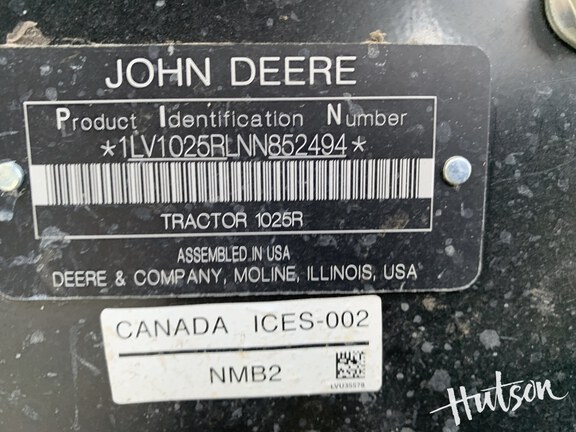 JOHN DEERE
Product Identification Number
*1LV1025RLNN852494*
TRACTOR 1025R
ASSEMBLED IN USA
DEERE & COMPANY, MOLINE, ILLINOIS, USA
CANADA ICES-002
NMB2
Hutson